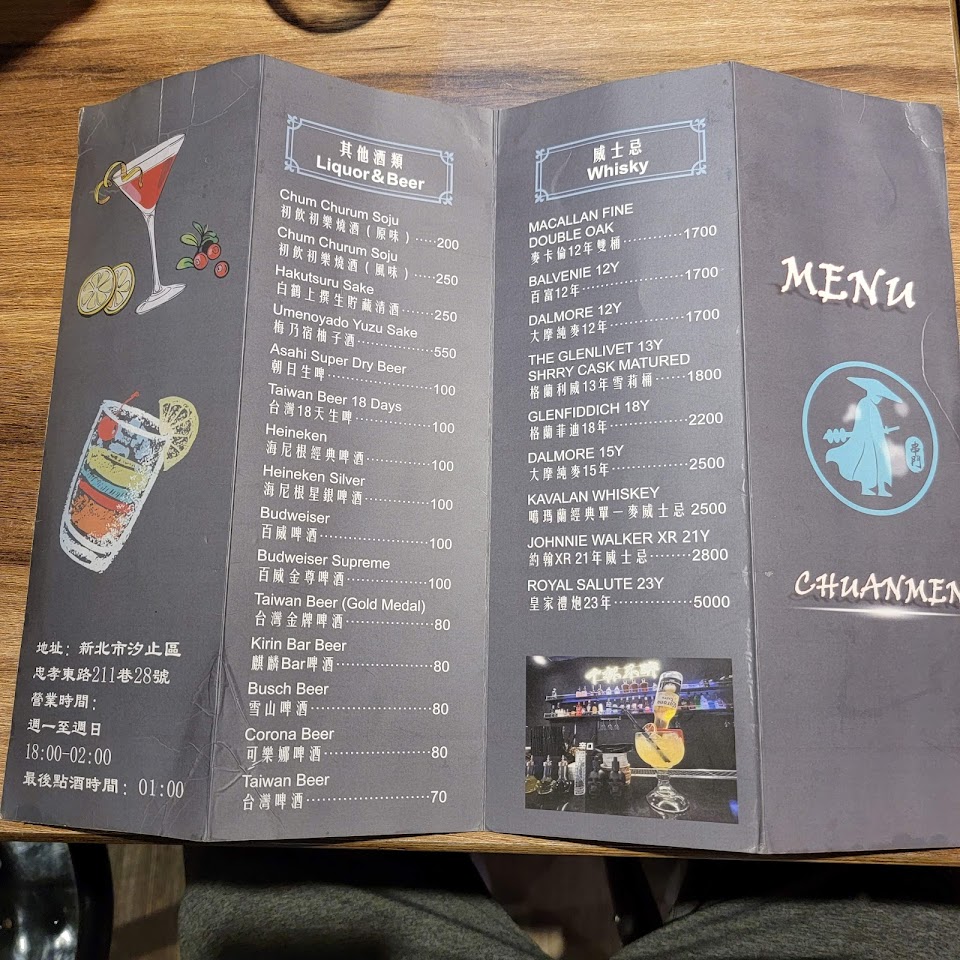 地址：新北市汐止區
忠孝東路211巷28號
營業時間：
週一至週日
18:00-02:00
最後點酒時間：01:00
其他酒類
Liquor & Beer
Chum Churum Soju
初飲初樂燒酒（原味）·····200
Chum Churum Soju
初飲初樂燒酒（風味）·····250
Hakutsuru Sake
白鶴上撰生貯藏清酒·······250
Umenoyado Yuzu Sake
梅乃宿柚子酒··················550
Asahi Super Dry Beer
朝日生啤························100
Taiwan Beer 18 Days
台灣18天生啤··················100
Heineken
海尼根經典啤酒···············100
Heineken Silver
海尼根星銀啤酒···············100
Budweiser
百威啤酒························100
Budweiser Supreme
百威金尊啤酒··················100
Taiwan Beer (Gold Medal)
台灣金牌啤酒···················80
Kirin Bar Beer
麒麟Bar啤酒····················80
Busch Beer
雪山啤酒·························80
Corona Beer
可樂娜啤酒······················80
Taiwan Beer
台灣啤酒·························70
威士忌
Whisky
MACALLAN FINE
DOUBLE OAK
麥卡倫12年雙桶············1700
BALVENIE 12Y
百富12年·····················1700
DALMORE 12Y
大摩純麥12年···············1700
THE GLENLIVET 13Y
SHRRY CASK MATURED
格蘭利威13年雪莉桶······1800
GLENFIDDICH 18Y
格蘭菲迪18年···············2200
DALMORE 15Y
大摩純麥15年···············2500
KAVALAN WHISKEY
噶瑪蘭經典單一麥威士忌 2500
JOHNNIE WALKER XR 21Y
約翰XR 21年威士忌········2800
ROYAL SALUTE 23Y
皇家禮炮23年···············5000
MENU
串門
CHUANMEN